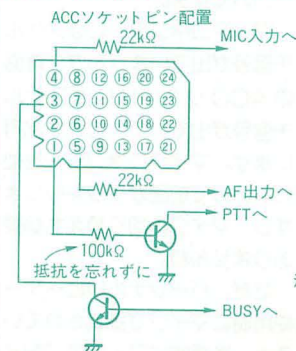 ACCソケットピン配置
22kΩ
MIC入力へ
④ ⑧ ⑫ ⑯ ⑳ ㉔
③ ⑦ ⑪ ⑮ ⑲ ㉓
② ⑥ ⑩ ⑭ ⑱ ㉒
① ⑤ ⑨ ⑬ ⑰ ㉑
22kΩ
AF出力へ
PTTへ
100kΩ
抵抗を忘れずに
BUSYへ